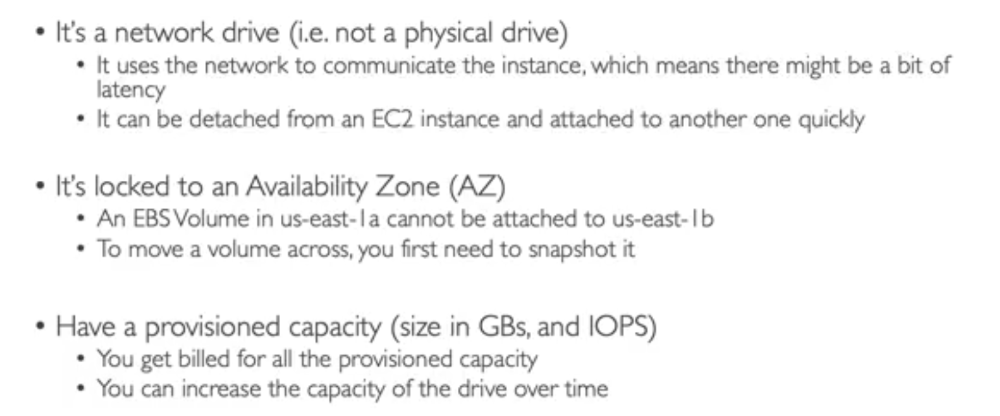 • It's a network drive (i.e. not a physical drive)
• It uses the network to communicate the instance, which means there might be a bit of
latency
• It can be detached from an EC2 instance and attached to another one quickly
• It's locked to an Availability Zone (AZ)
• An EBS Volume in us-east-1a cannot be attached to us-east-1b
• To move a volume across, you first need to snapshot it
• Have a provisioned capacity (size in GBs, and IOPS)
• You get billed for all the provisioned capacity
• You can increase the capacity of the drive over time